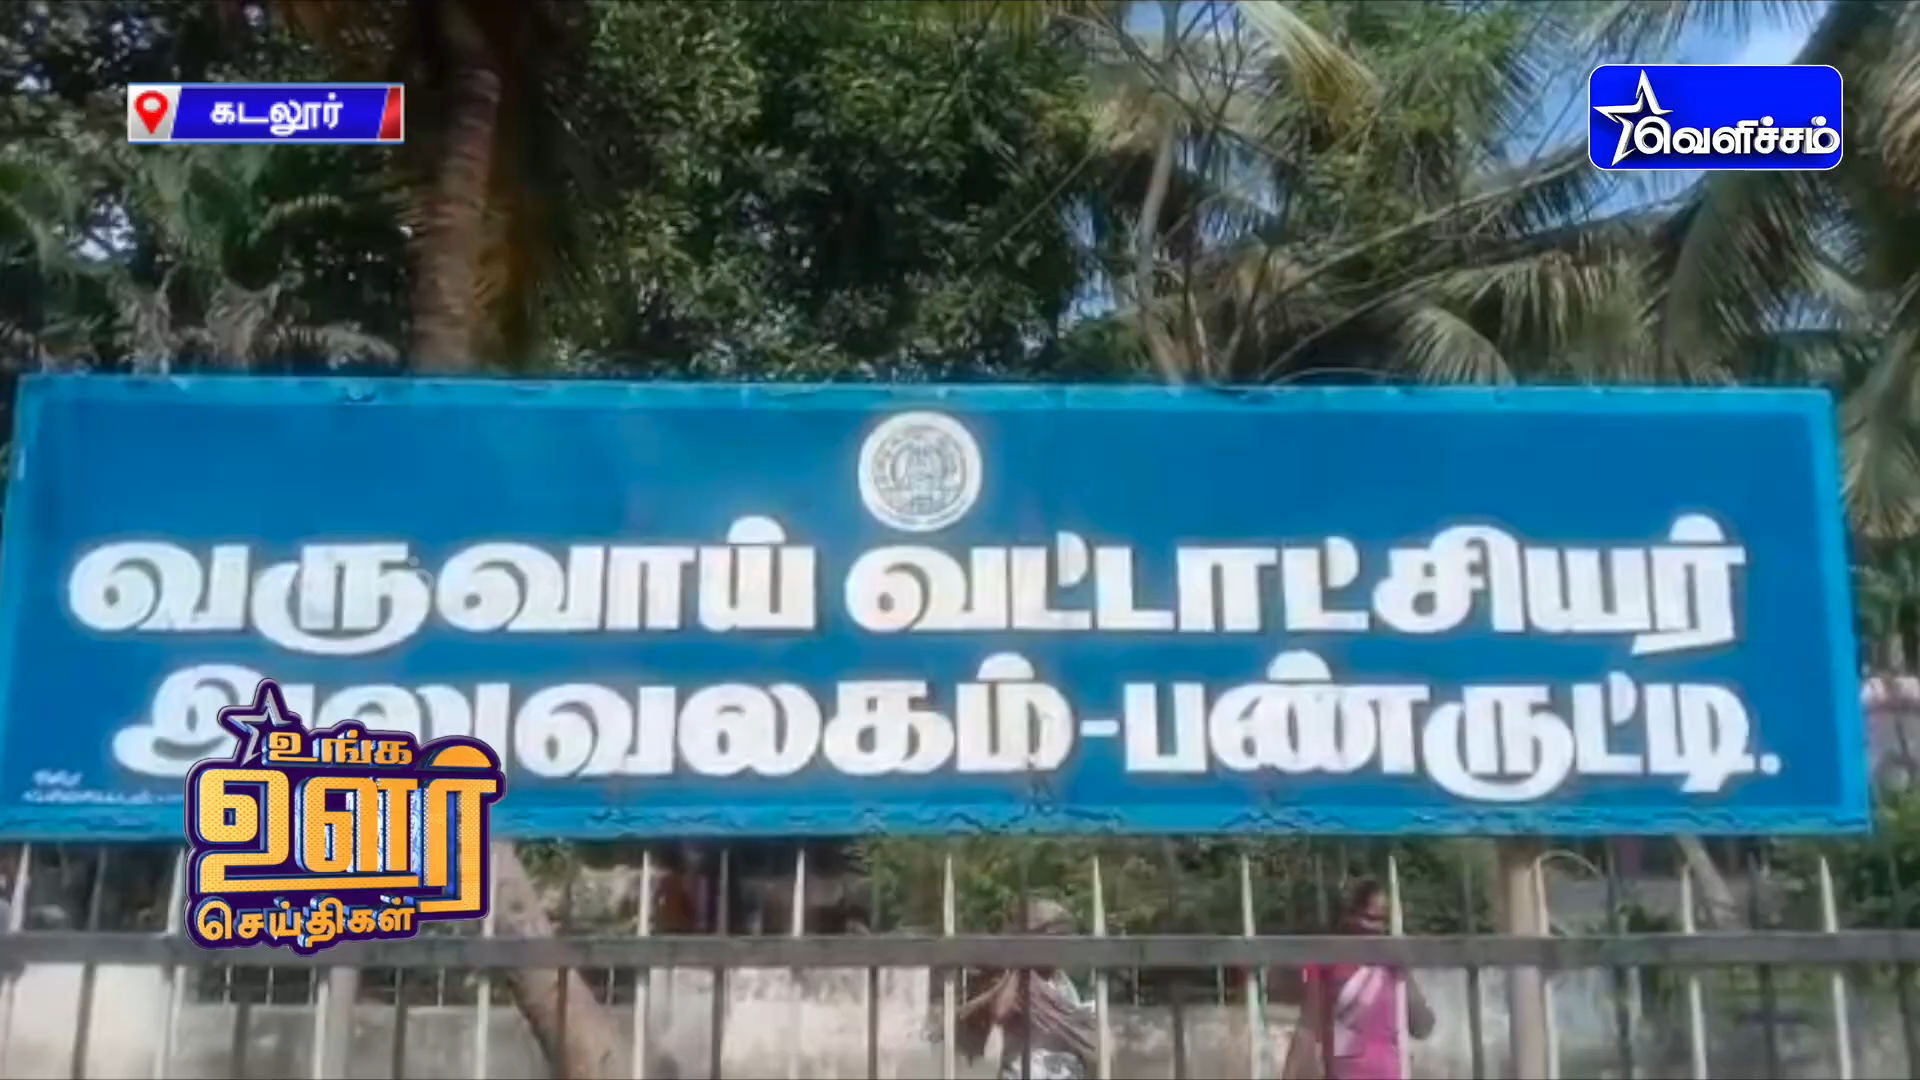 கடலூர்
வெளிச்சம்
வருவாய் வட்டாட்சியர்
அலுவலகம்-பண்ருட்டி.
உங்க
ஊர்
செய்திகள்